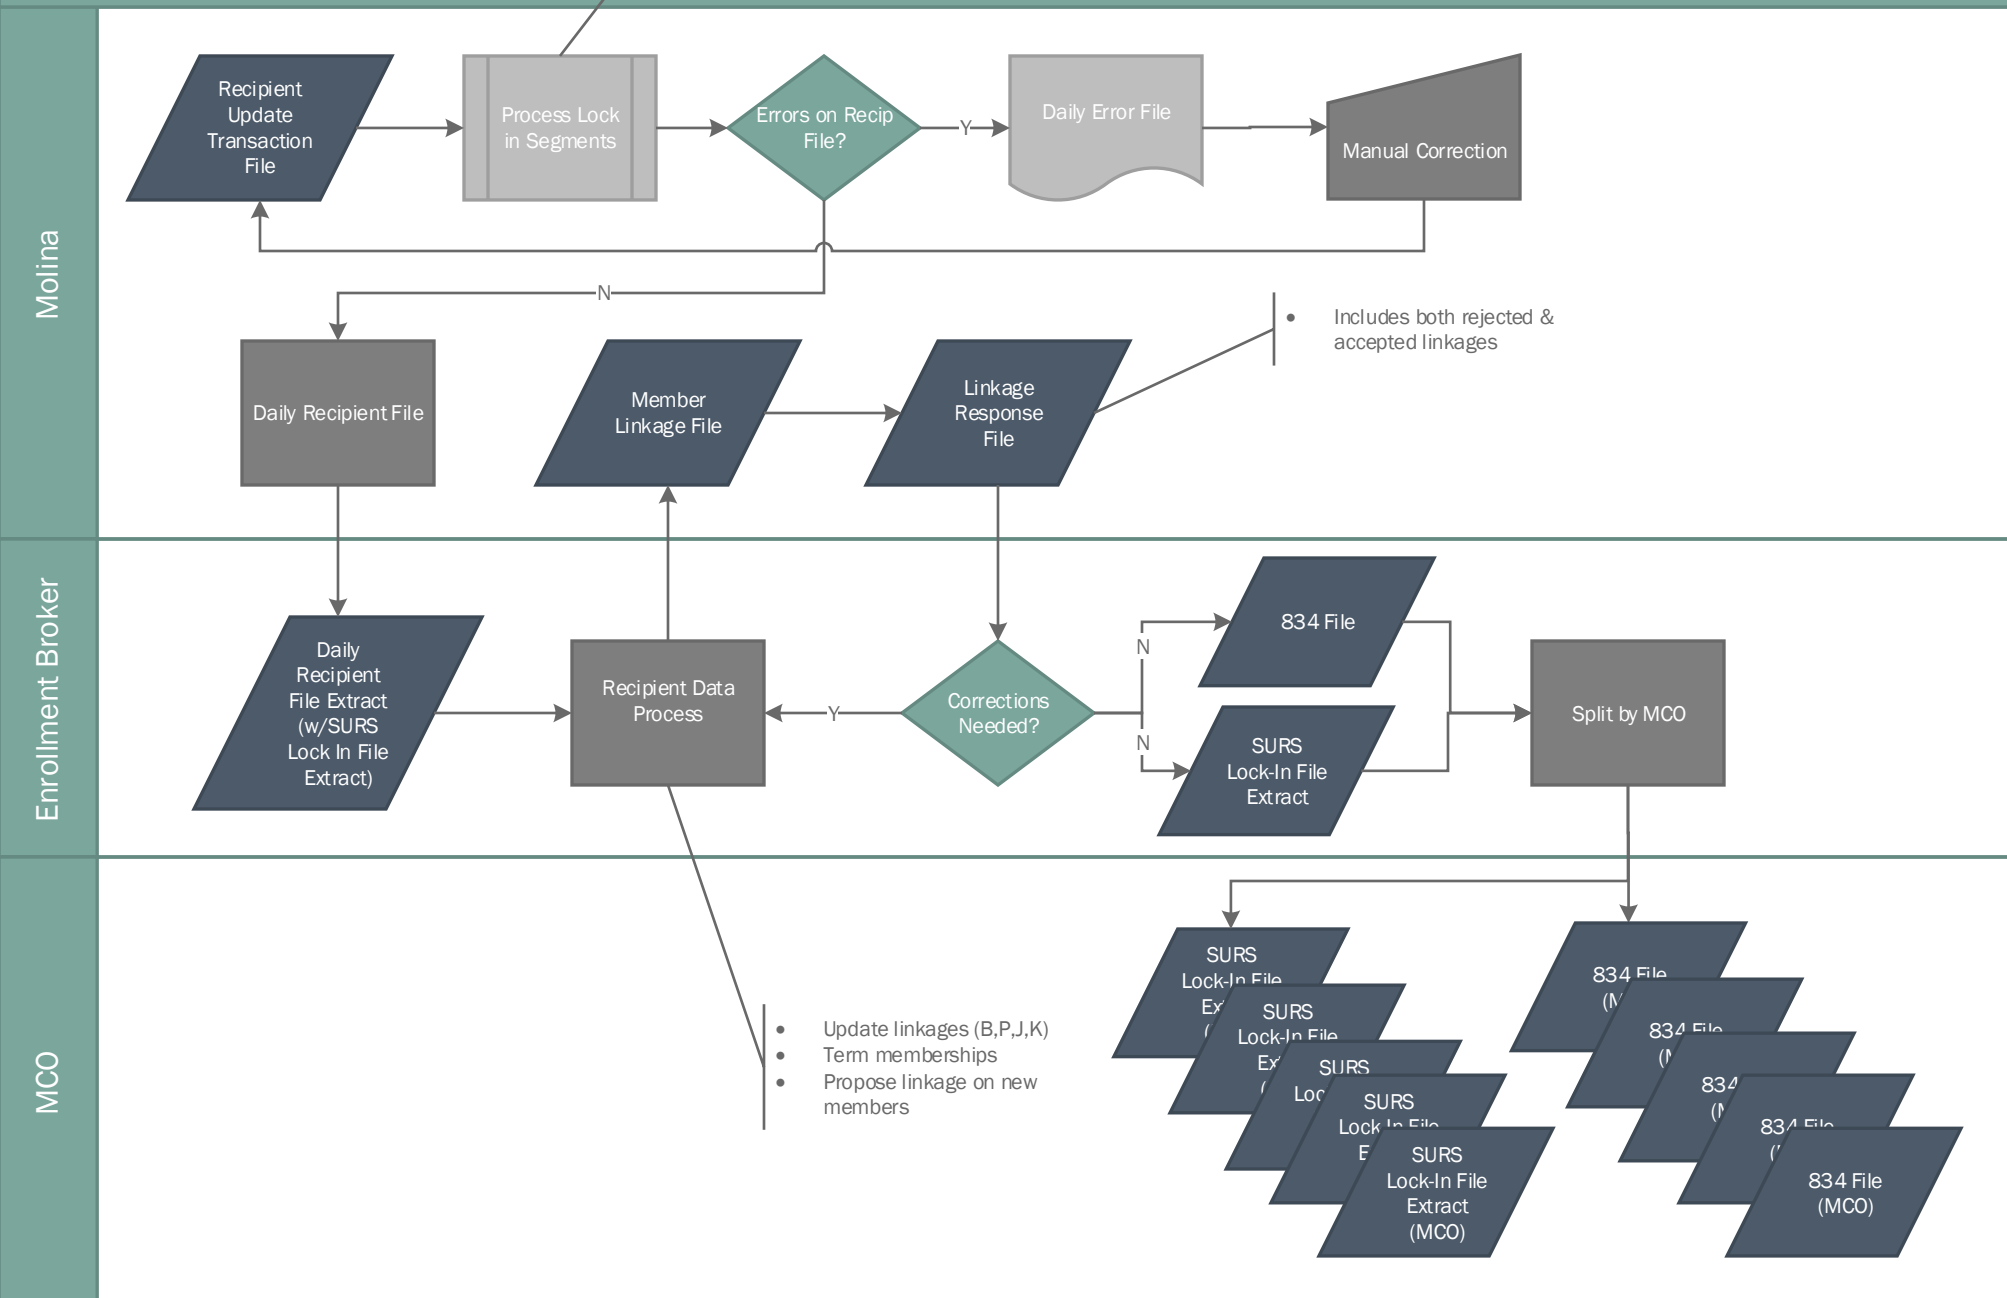 Molina
Recipient
Update
Transaction
File
Process Lock
in Segments
Errors on Recip
File?
Y
Daily Error File
Manual Correction
N
• Includes both rejected &
accepted linkages
Daily Recipient File
Member
Linkage File
Linkage
Response
File
Enrollment Broker
Daily
Recipient
File Extract
(w/SURS
Lock In File
Extract)
Recipient Data
Process
Y
Corrections
Needed?
N
N
834 File
SURS
Lock-In File
Extract
Split by MCO
MCO
• Update linkages (B,P,J,K)
• Term memberships
• Propose linkage on new
members
SURS
Lock-In File
SURS
Lock-In File
SURS
SURS
Lock-In File
SURS
Lock-In File
Extract
(MCO)
834 File
834 File
834
834 File
834 File
(MCO)